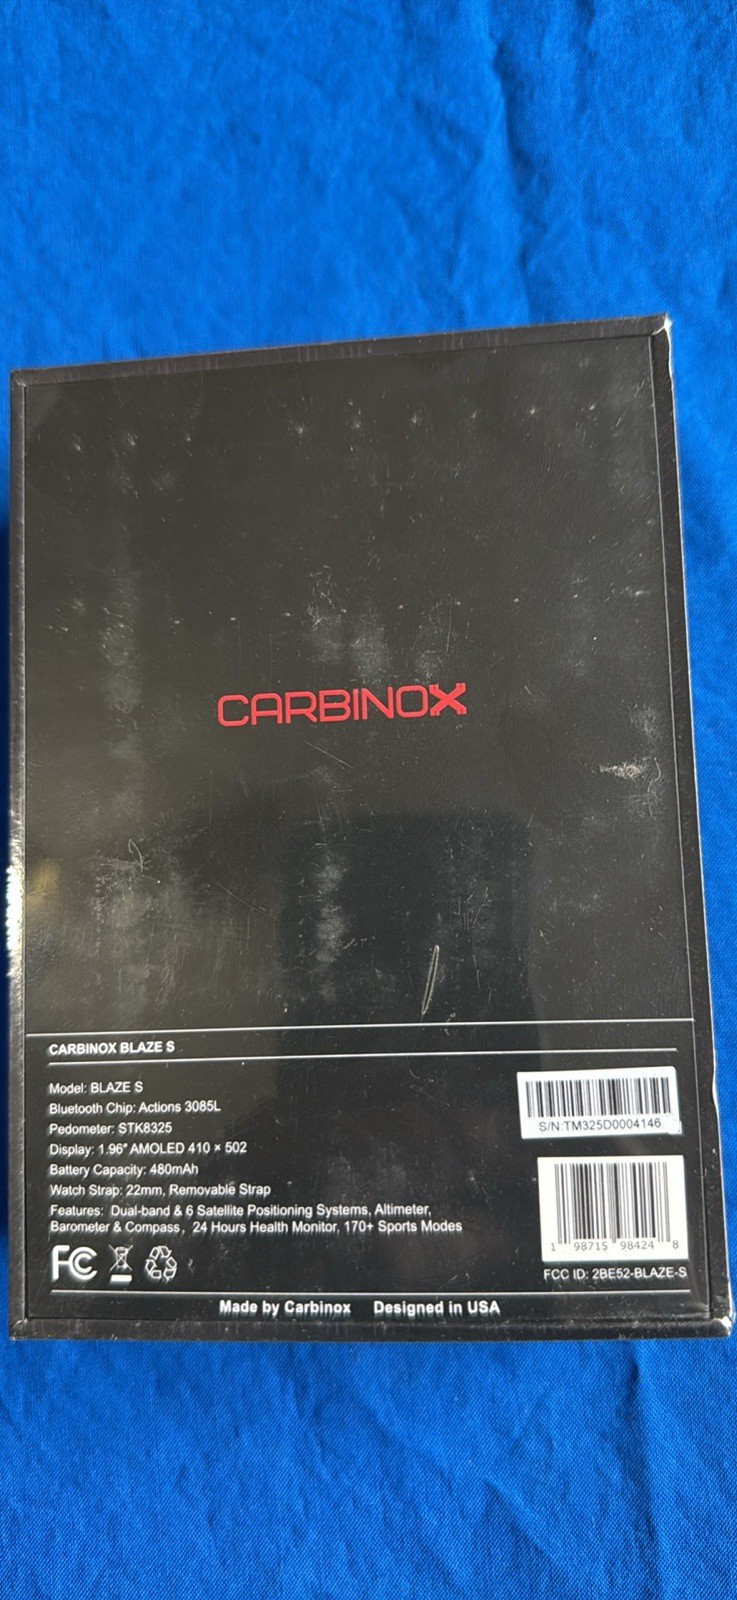 CARBINOX
CARBINOX BLAZE S
Model: BLAZE S
Bluetooth Chip: Actions 3085L
Pedometer: STK8325
Display: 1.96" AMOLED 410 × 502
Battery Capacity: 480mAh
Watch Strap: 22mm, Removable Strap
Features: Dual-band & 6 Satellite Positioning Systems, Altimeter,
Barometer & Compass, 24 Hours Health Monitor, 170+ Sports Modes
FC
S/N:TM325D0004146
1 98715 98424 8
FCC ID: 2BE52-BLAZE-S
Made by Carbinox Designed in USA